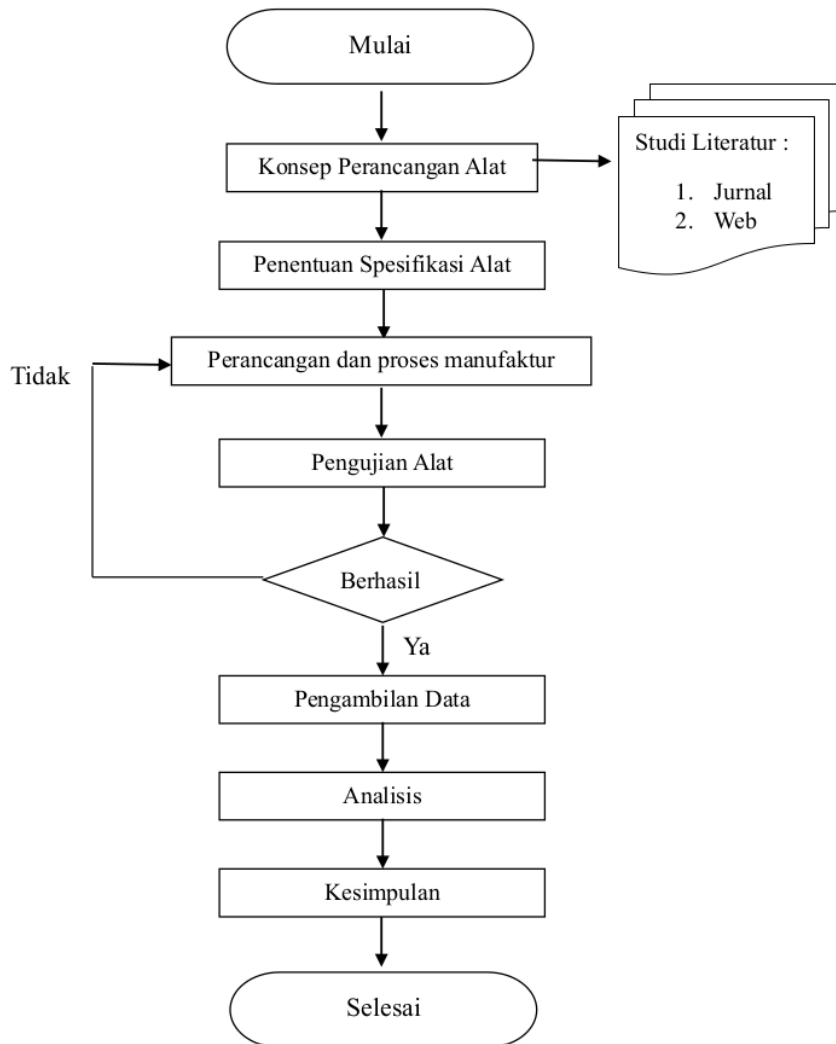 Mulai
Konsep Perancangan Alat
Studi Literatur :
1. Jurnal
2. Web
Penentuan Spesifikasi Alat
Perancangan dan proses manufaktur
Tidak
Pengujian Alat
Berhasil
Ya
Pengambilan Data
Analisis
Kesimpulan
Selesai